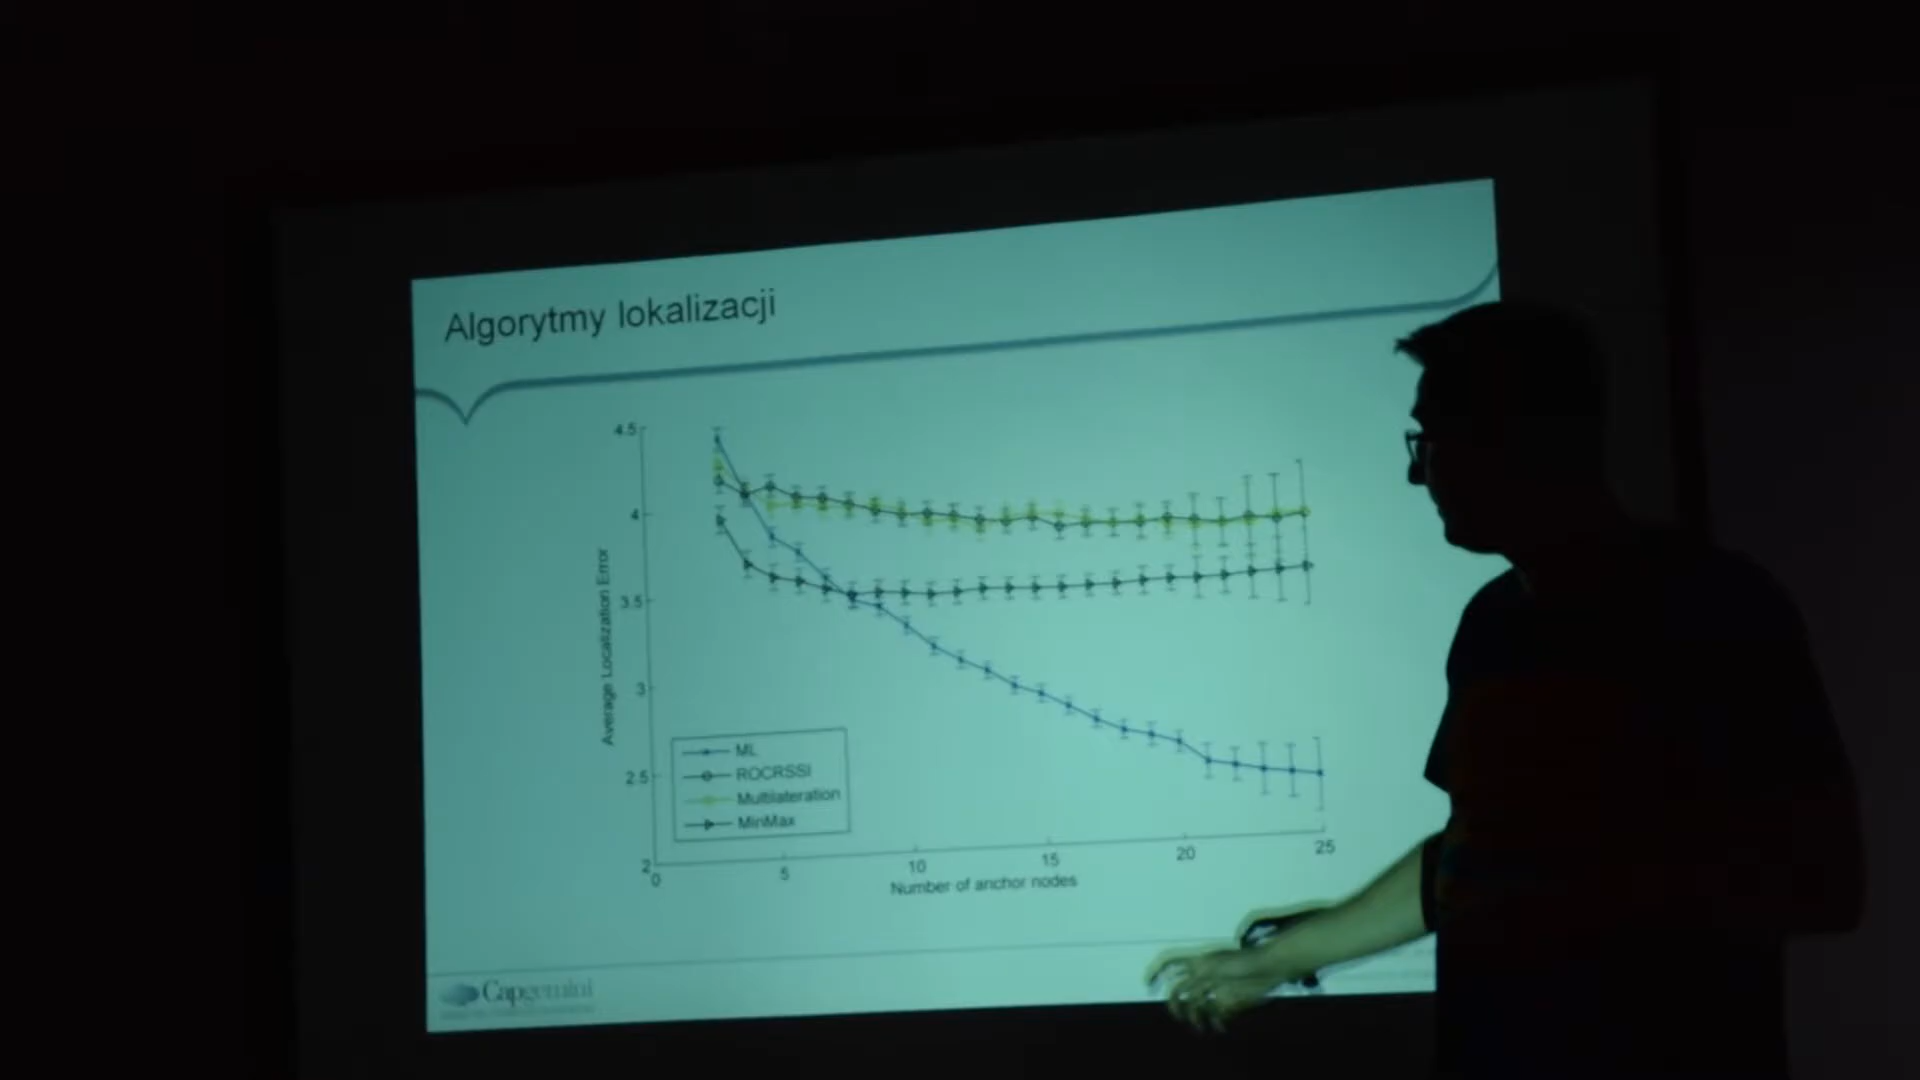 Algorytmy lokalizacji
4.5
4
3.5
3
2.5
2
Average Localization Error
ML
ROCRSSI
Multilateration
MinMax
0
5
10
15
20
25
Number of anchor nodes
Capgemini